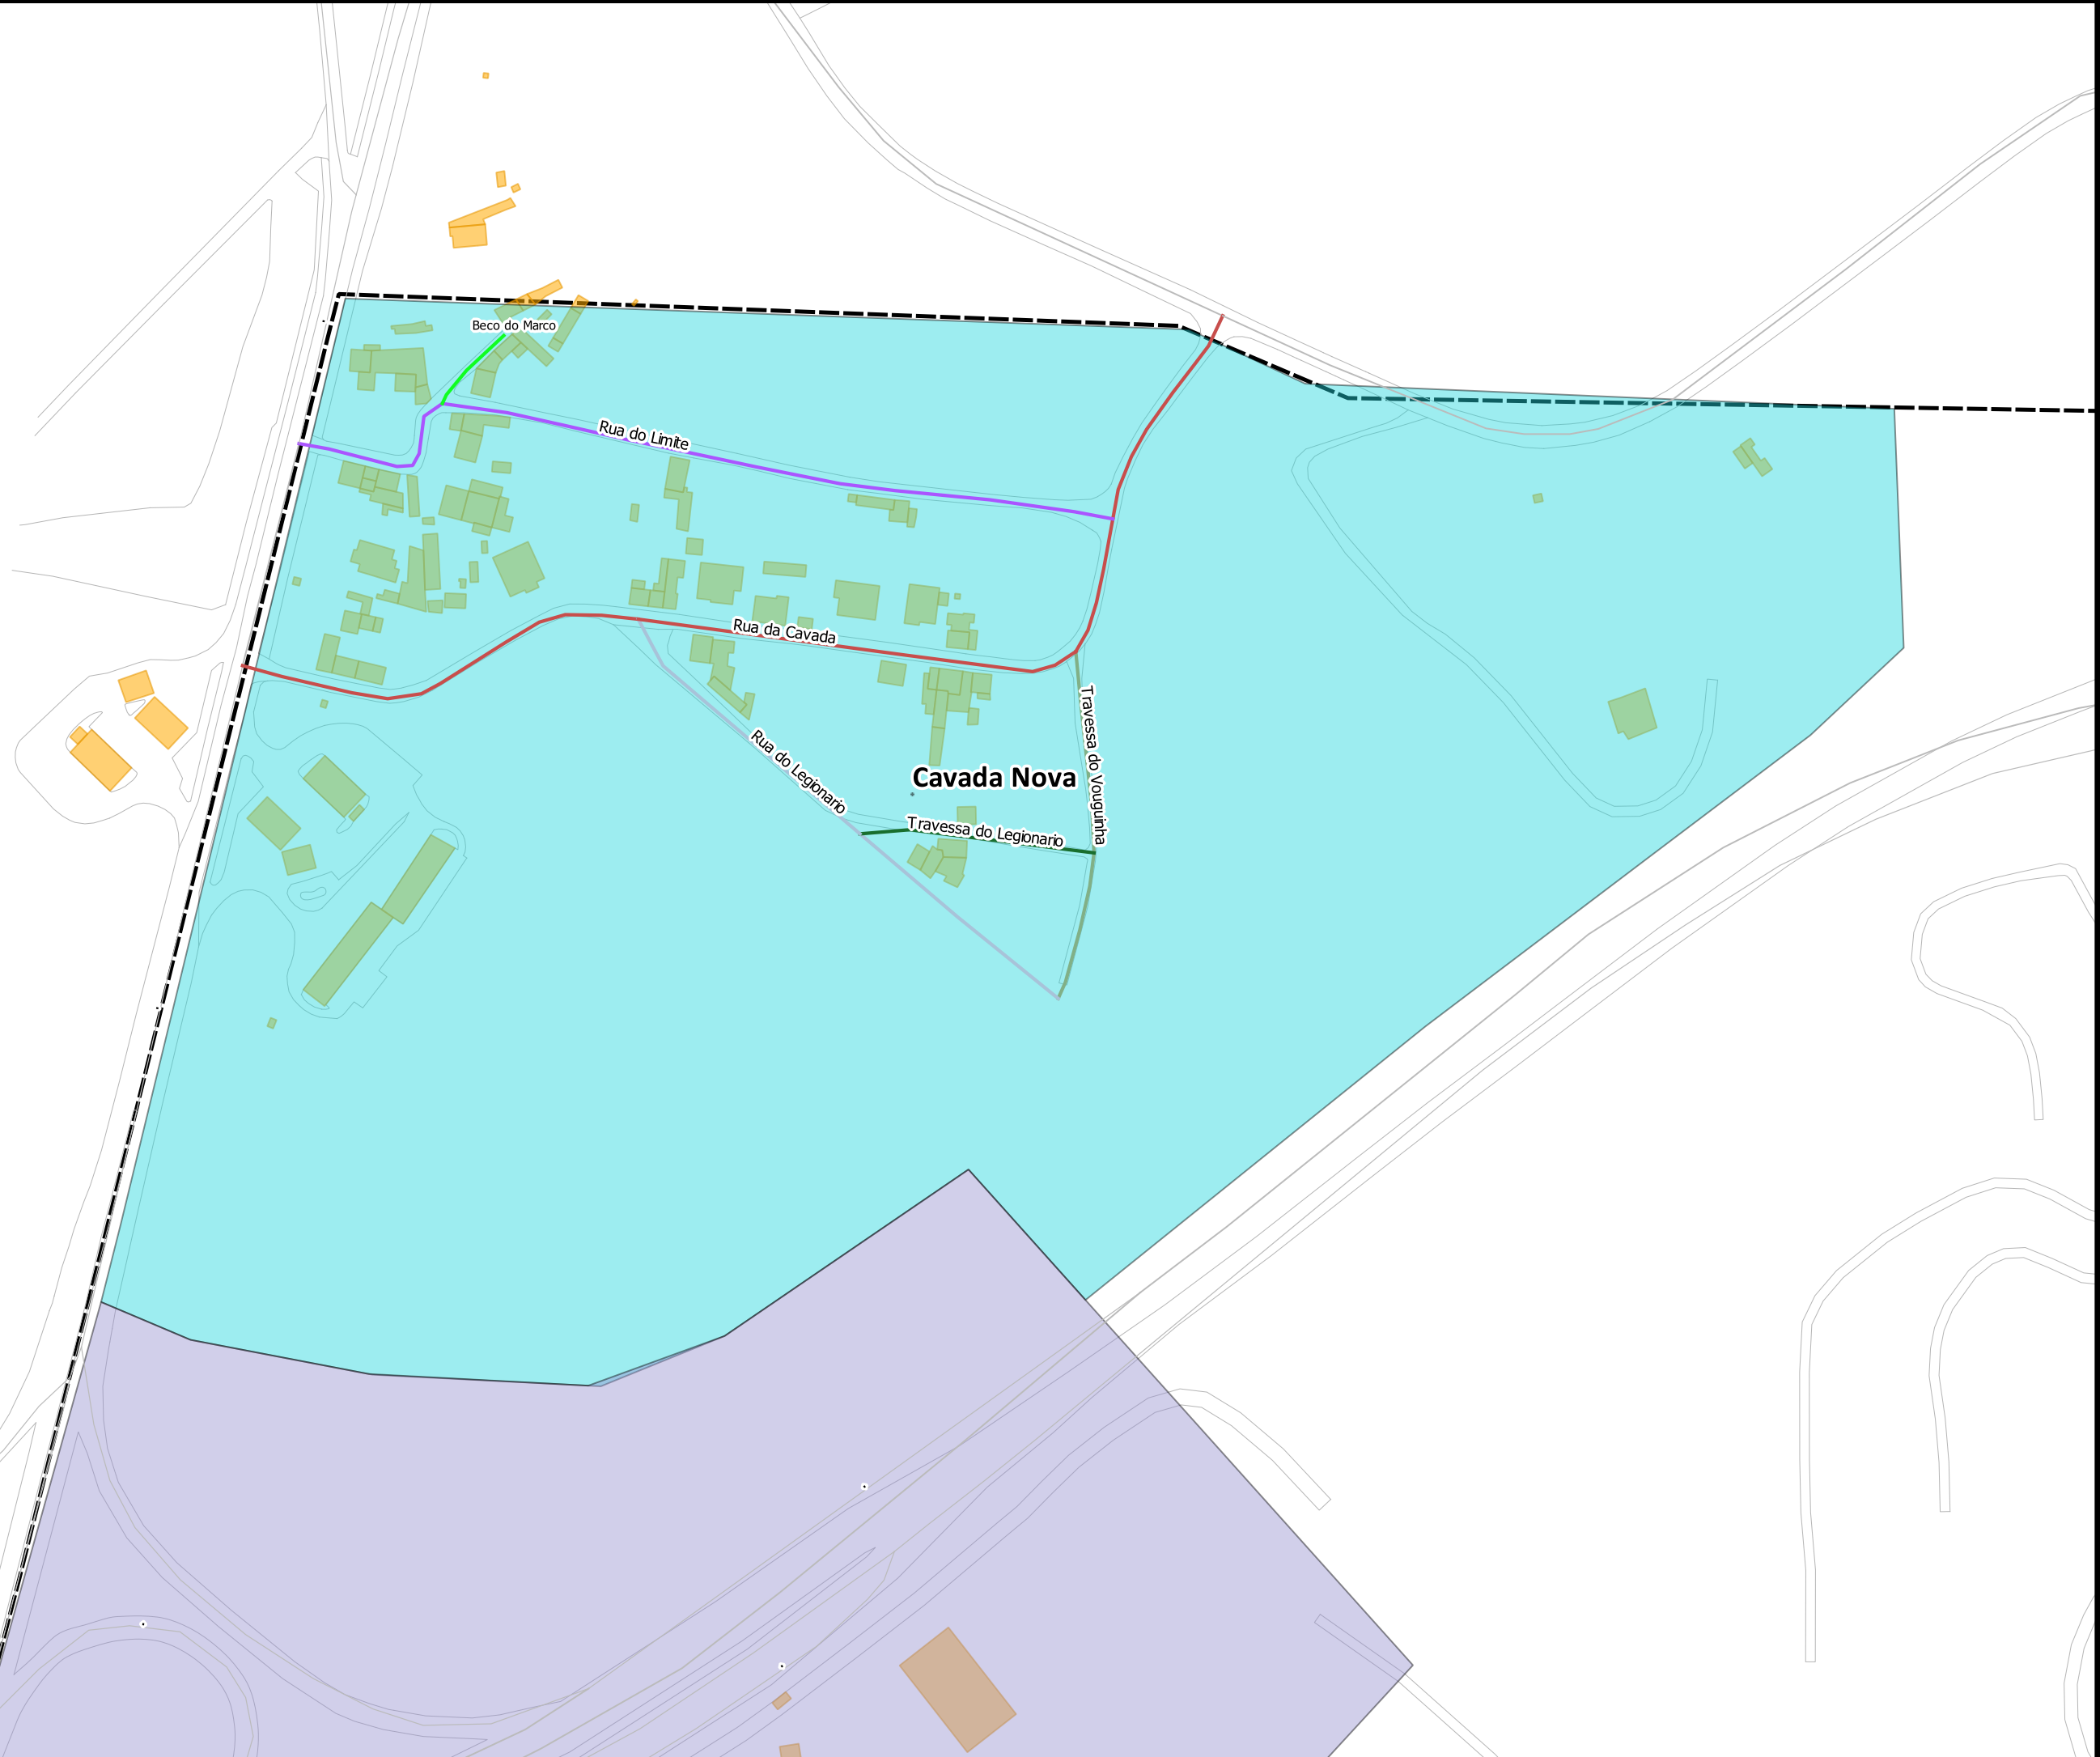 Beco do Marco
Rua do Limite
Rua da Cavada
Travessa do Vouguinha
Rua do Legionario
Cavada Nova
Travessa do Legionario